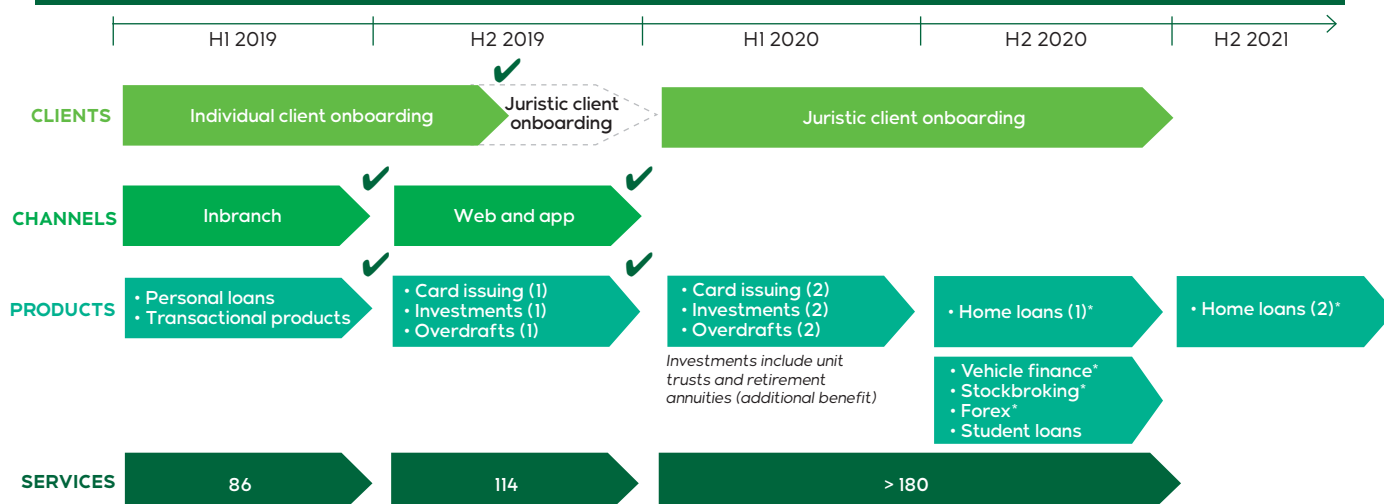 H1 2019
H2 2019
H1 2020
H2 2020
H2 2021
CLIENTS
Individual client onboarding
Juristic client
onboarding
Juristic client onboarding
CHANNELS
Inbranch
Web and app
PRODUCTS
• Personal loans
• Transactional products
• Card issuing (1)
• Investments (1)
• Overdrafts (1)
• Card issuing (2)
• Investments (2)
• Overdrafts (2)
Investments include unit
trusts and retirement
annuities (additional benefit)
• Home loans (1)*
• Home loans (2)*
• Vehicle finance*
• Stockbroking*
• Forex*
• Student loans
SERVICES
86
114
> 180